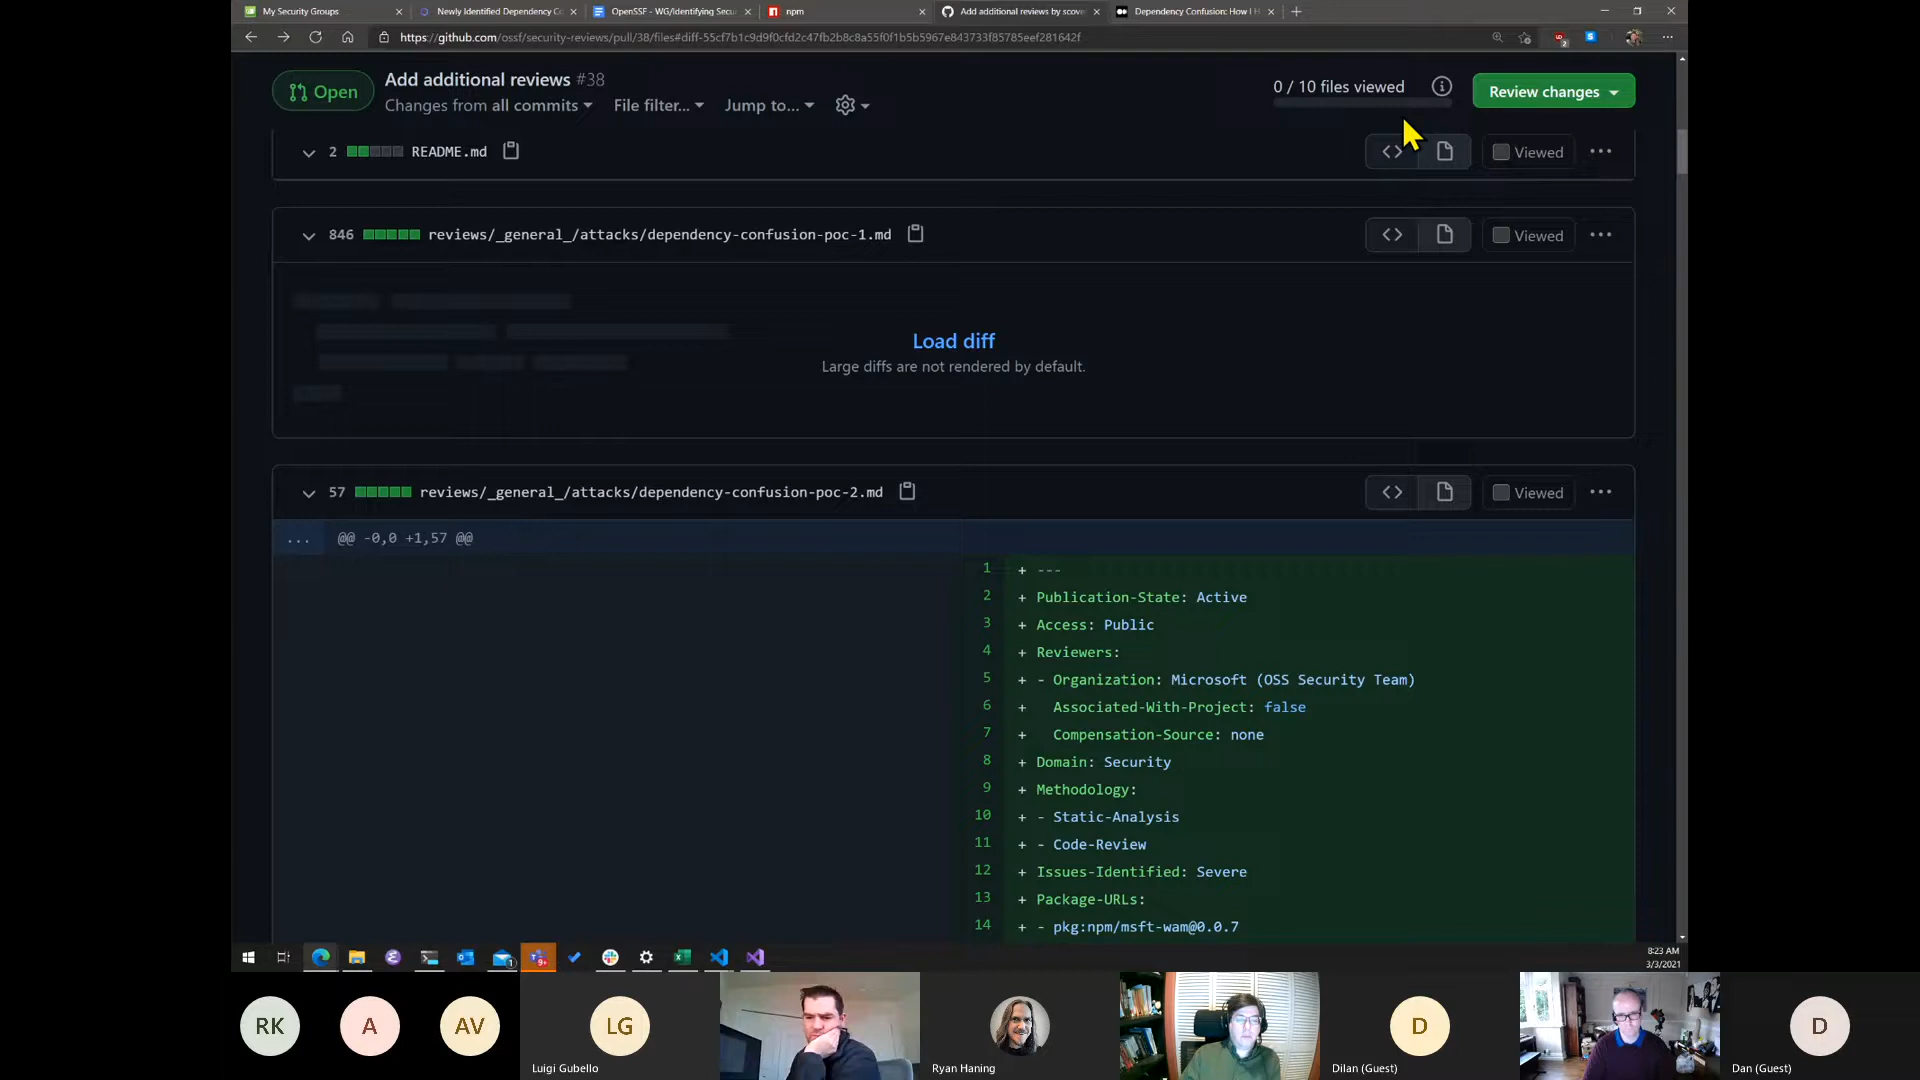 My Security Groups
Newly Identified Dependency Co
OpenSSF - WG/Identifying Secu
npm
Add additional reviews by scove
Dependency Confusion: How I H
https://github.com/ossf/security-reviews/pull/38/files#diff-55cf7b1c9d9f0cfd2c47fb2b8c8a55f0f1b5b5967e843733f85785eef281642f
Open
Add additional reviews #38
Changes from all commits
File filter...
Jump to...
0 / 10 files viewed
Review changes
2
README.md
Viewed
846
reviews/_general_/attacks/dependency-confusion-poc-1.md
Viewed
Load diff
Large diffs are not rendered by default.
57
reviews/_general_/attacks/dependency-confusion-poc-2.md
Viewed
... @@ -0,0 +1,57 @@
1 + ---
2 + Publication-State: Active
3 + Access: Public
4 + Reviewers:
5 + - Organization: Microsoft (OSS Security Team)
6 + Associated-With-Project: false
7 + Compensation-Source: none
8 + Domain: Security
9 + Methodology:
10 + - Static-Analysis
11 + - Code-Review
12 + Issues-Identified: Severe
13 + Package-URLs:
14 + - pkg:npm/msft-wam@0.0.7
8:23 AM
3/3/2021
RK
A
AV
LG
Luigi Gubello
Ryan Haning
D
Dilan (Guest)
D
Dan (Guest)